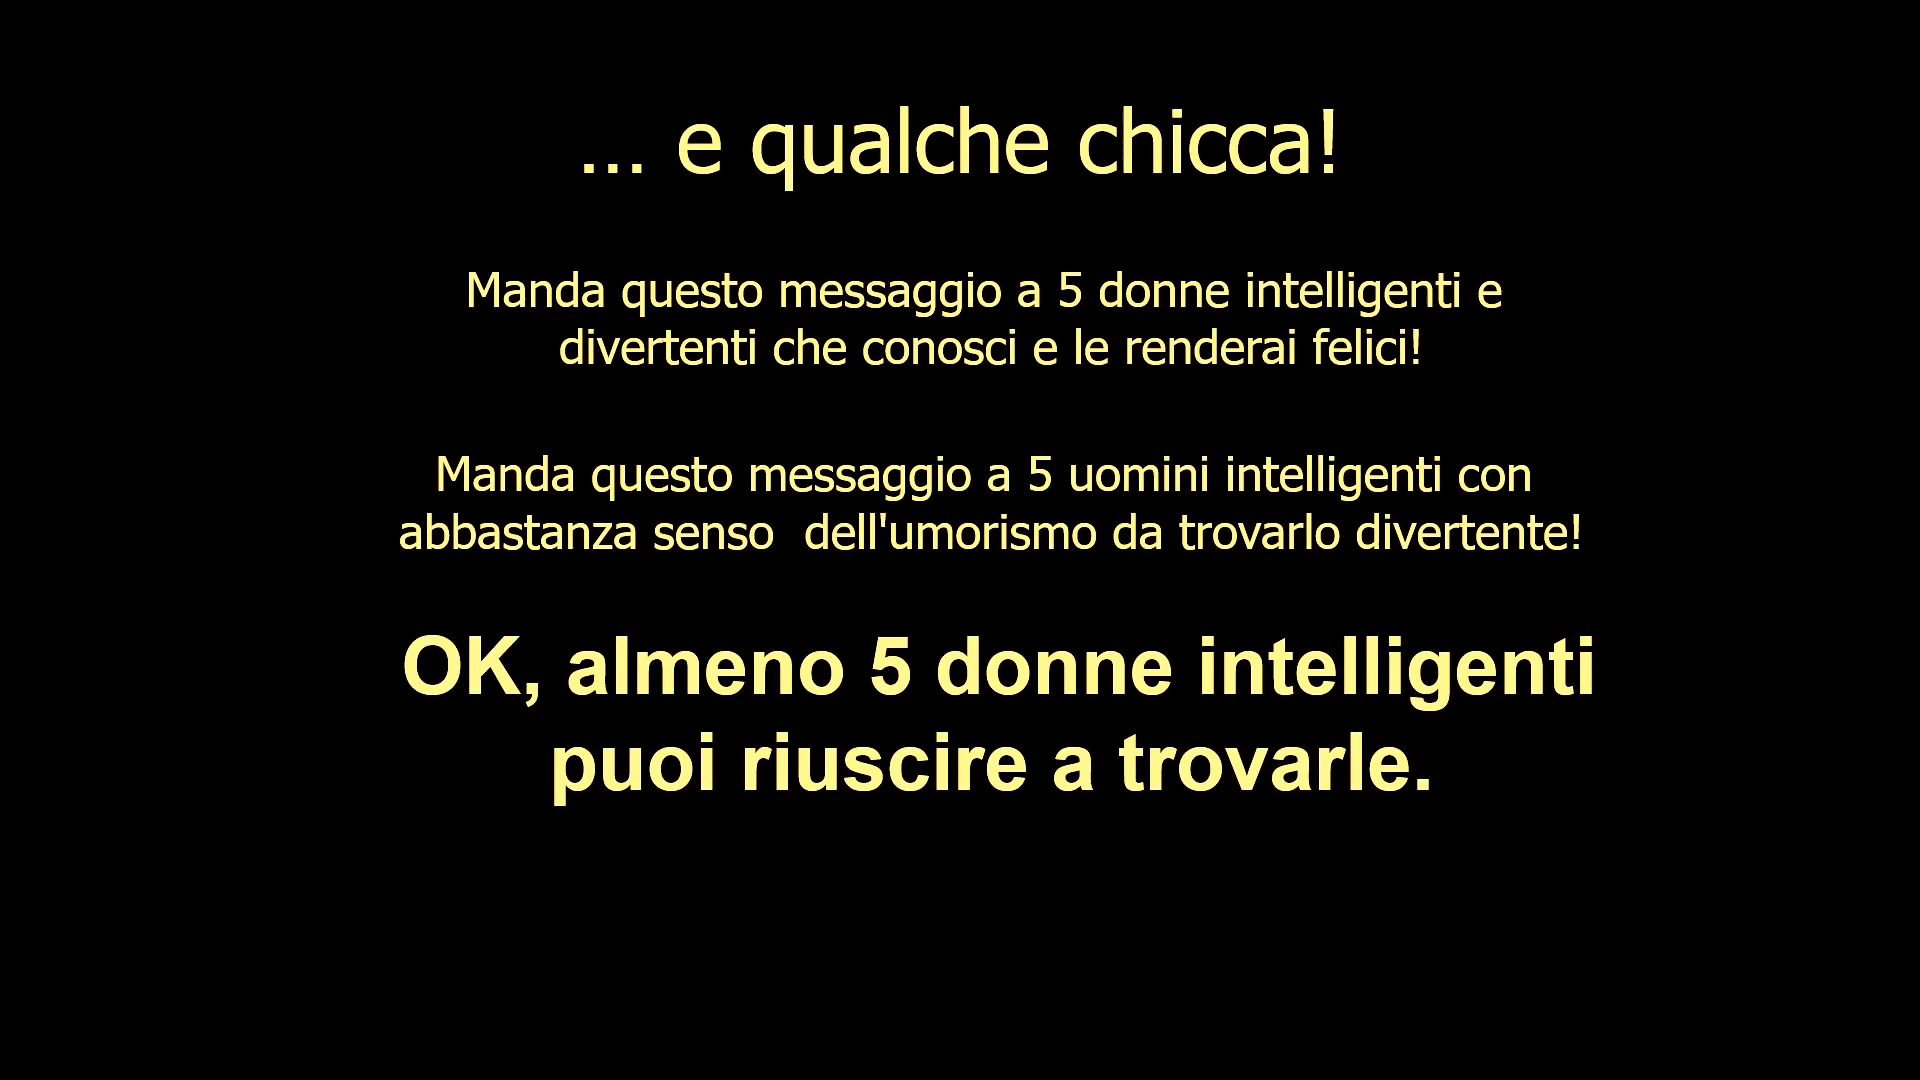 ... e qualche chicca!
Manda questo messaggio a 5 donne intelligenti e
divertenti che conosci e le renderai felici!
Manda questo messaggio a 5 uomini intelligenti con
abbastanza senso  dell'umorismo da trovarlo divertente!
OK, almeno 5 donne intelligenti
puoi riuscire a trovarle.